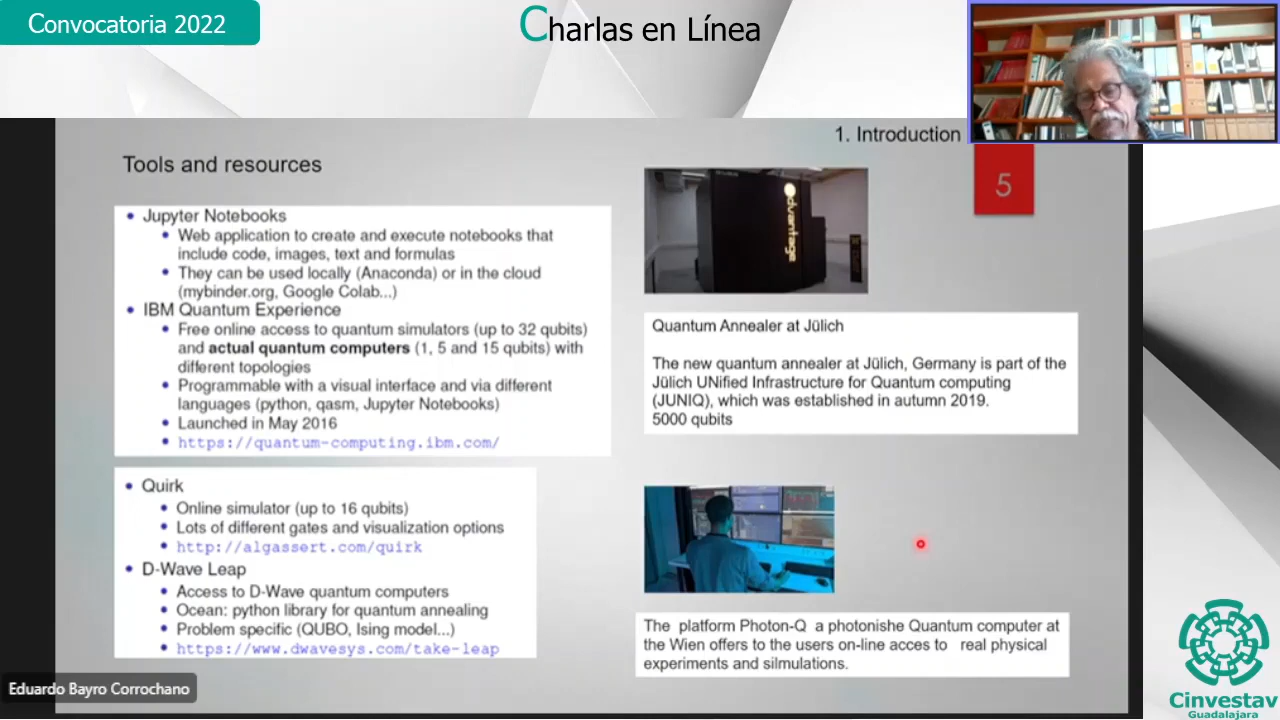 Convocatoria 2022
Charlas en Línea
1. Introduction
5
Tools and resources
Jupyter Notebooks
Web application to create and execute notebooks that
include code, images, text and formulas
They can be used locally (Anaconda) or in the cloud
(mybinder.org, Google Colab...)
IBM Quantum Experience
Free online access to quantum simulators (up to 32 qubits)
and actual quantum computers (1, 5 and 15 qubits) with
different topologies
Programmable with a visual interface and via different
languages (python, qasm, Jupyter Notebooks)
Launched in May 2016
https://quantum-computing.ibm.com/
Quirk
Online simulator (up to 16 qubits)
Lots of different gates and visualization options
http://algassert.com/quirk
D-Wave Leap
Access to D-Wave quantum computers
Ocean: python library for quantum annealing
Problem specific (QUBO, Ising model...)
https://www.dwavesys.com/take-leap
Advantage
Quantum Annealer at Jülich
The new quantum annealer at Jülich, Germany is part of the
Jülich UNified Infrastructure for Quantum computing
(JUNIQ), which was established in autumn 2019.
5000 qubits
The platform Photon-Q a photonishe Quantum computer at
the Wien offers to the users on-line acces to real physical
experiments and silmulations.
Eduardo Bayro Corrochano
Cinvestav
Guadalajara